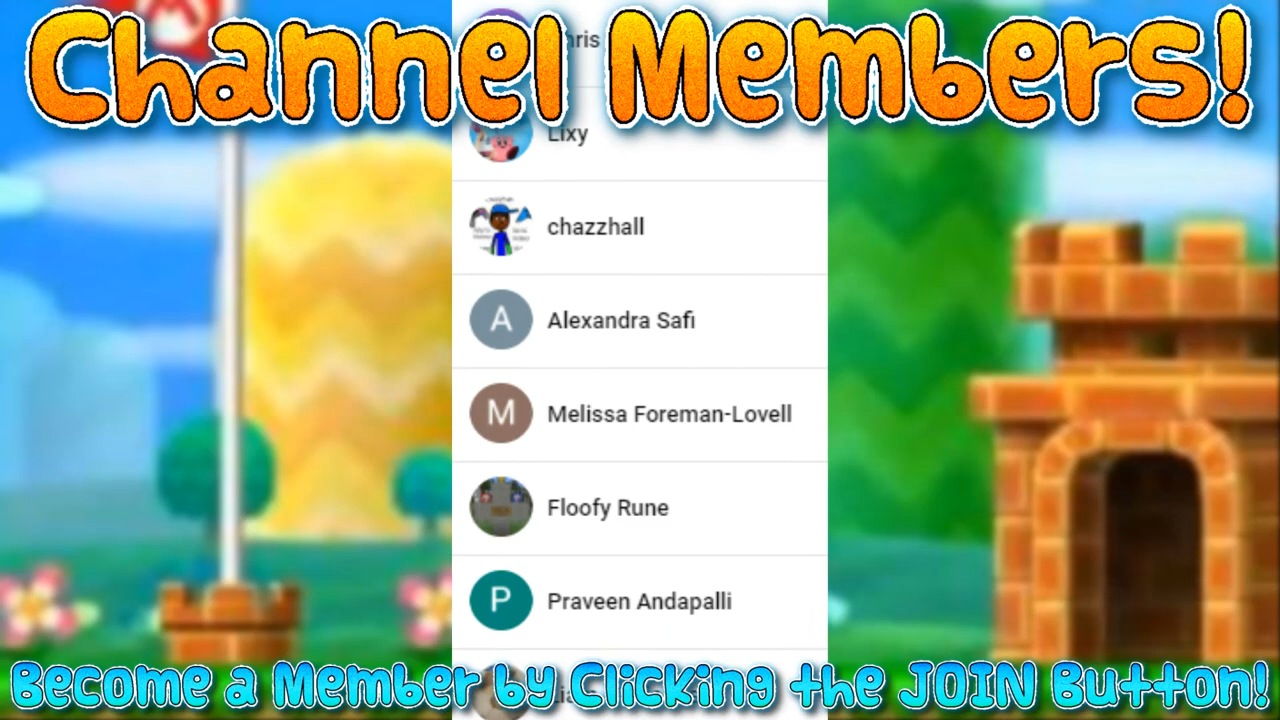 Channel Members!
Lixy
chazzhall
A Alexandra Safi
M Melissa Foreman-Lovell
Floofy Rune
P Praveen Andapalli
Become a Member by Clicking the JOIN Button!